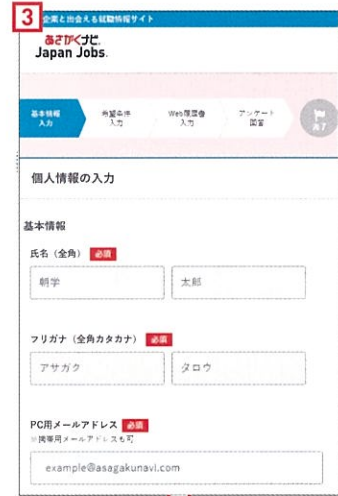 3
企業と出会える就職情報サイト
あさがくナビ.
Japan Jobs.
基本情報
入力
希望条件
入力
Web履歴書
入力
アンケート
回答
完了
個人情報の入力
基本情報
氏名（全角） 必須
朝学 太郎
フリガナ（全角カタカナ） 必須
アサガク タロウ
PC用メールアドレス 必須
※携帯用メールアドレスも可
example@asagakunavi.com